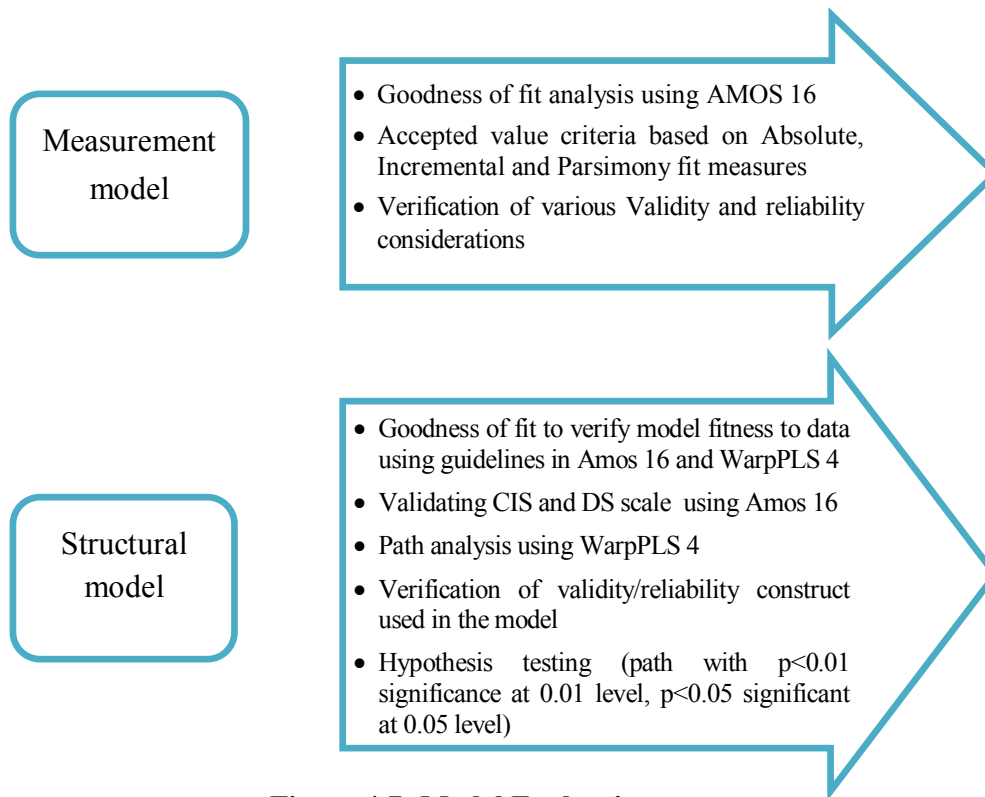 Measurement
model
• Goodness of fit analysis using AMOS 16
• Accepted value criteria based on Absolute,
Incremental and Parsimony fit measures
• Verification of various Validity and reliability
considerations
Structural
model
• Goodness of fit to verify model fitness to data
using guidelines in Amos 16 and WarpPLS 4
• Validating CIS and DS scale using Amos 16
• Path analysis using WarpPLS 4
• Verification of validity/reliability construct
used in the model
• Hypothesis testing (path with p<0.01
significance at 0.01 level, p<0.05 significant
at 0.05 level)